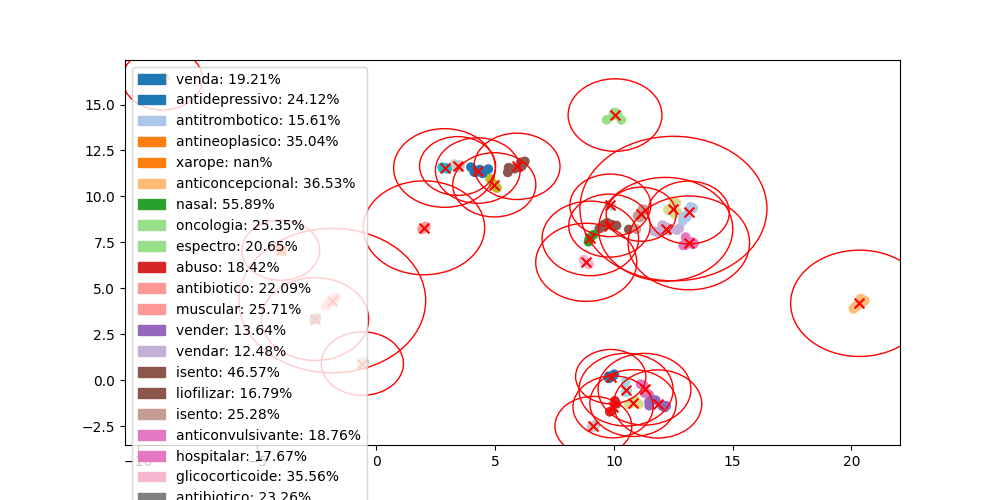 15.0
12.5
10.0
7.5
5.0
2.5
0.0
−2.5
−10
−5
0
5
10
15
20
venda: 19.21%
antidepressivo: 24.12%
antitrombotico: 15.61%
antineoplasico: 35.04%
xarope: nan%
anticoncepcional: 36.53%
nasal: 55.89%
oncologia: 25.35%
espectro: 20.65%
abuso: 18.42%
antibiotico: 22.09%
muscular: 25.71%
vender: 13.64%
vendar: 12.48%
isento: 46.57%
liofilizar: 16.79%
isento: 25.28%
anticonvulsivante: 18.76%
hospitalar: 17.67%
glicocorticoide: 35.56%
antibiotico: 23.26%